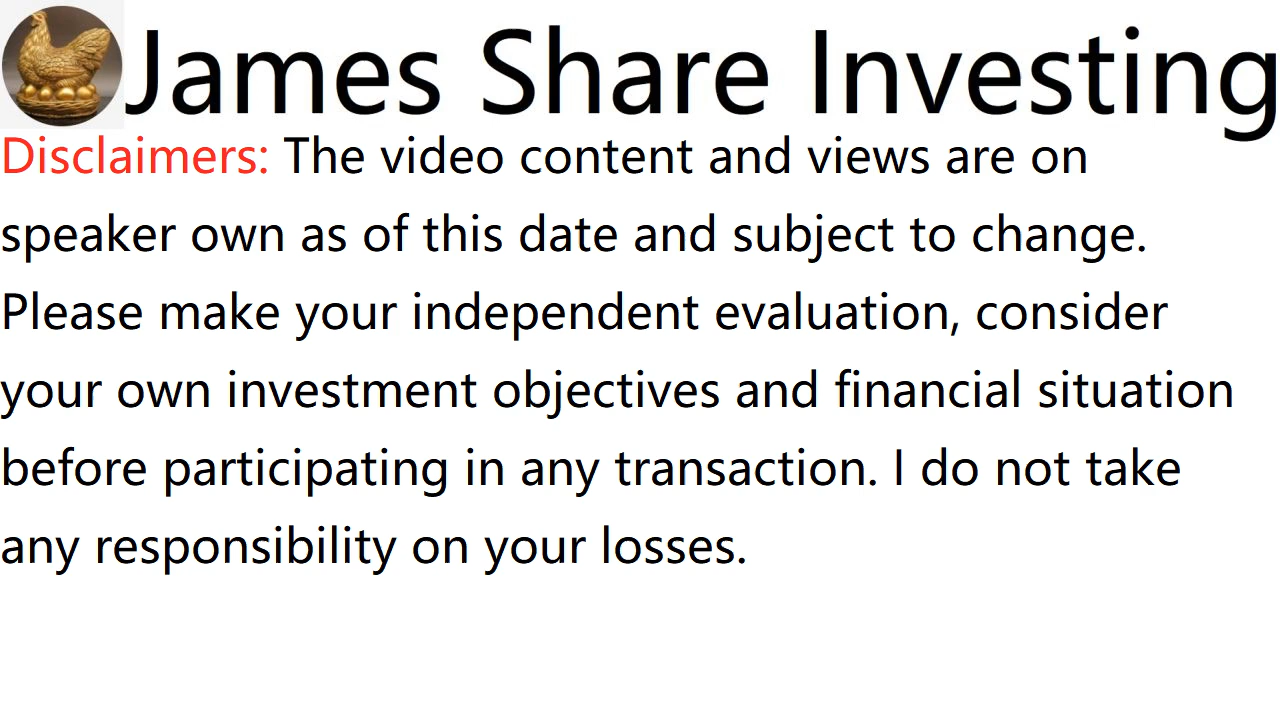 James Share Investing
Disclaimers: The video content and views are on
speaker own as of this date and subject to change.
Please make your independent evaluation, consider
your own investment objectives and financial situation
before participating in any transaction. I do not take
any responsibility on your losses.